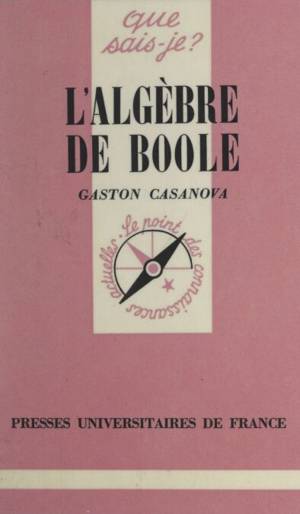 que
sais-je?
L'ALGÈBRE
DE BOOLE
GASTON CASANOVA
Le point des connaissances actuelles
PRESSES UNIVERSITAIRES DE FRANCE